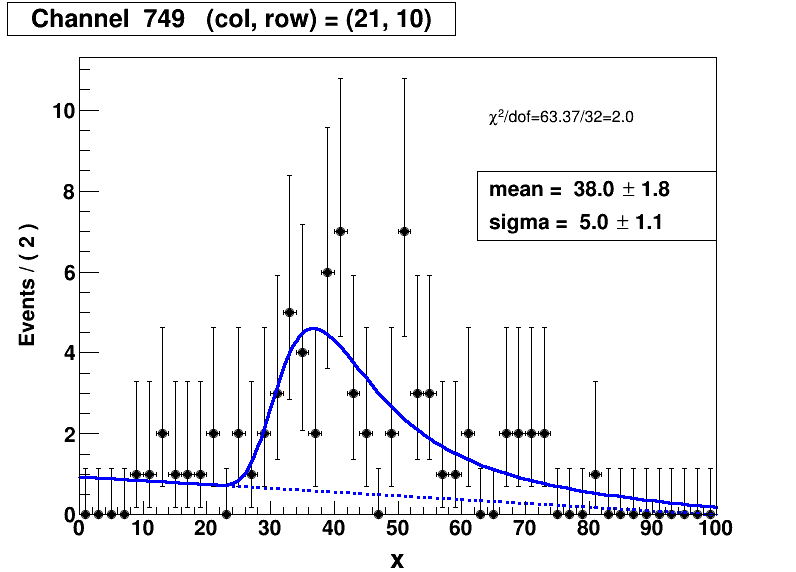 Channel 749 (col, row) = (21, 10)
χ²/dof=63.37/32=2.0
mean = 38.0 ± 1.8
sigma = 5.0 ± 1.1
Events / ( 2 )
10
8
6
4
2
0
0 10 20 30 40 50 60 70 80 90 100
x